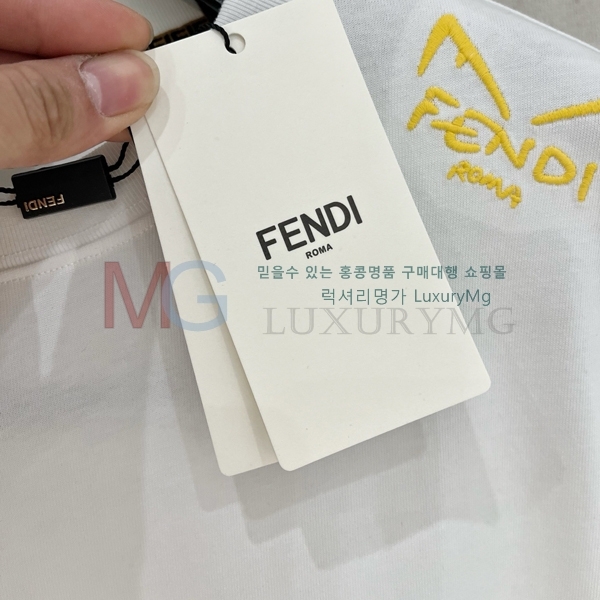 FENDI
ROMA
FENDI
FENDI
ROMA
믿을수 있는 홍콩명품 구매대행 쇼핑몰
럭셔리명가 LuxuryMg
MG LUXURYMG